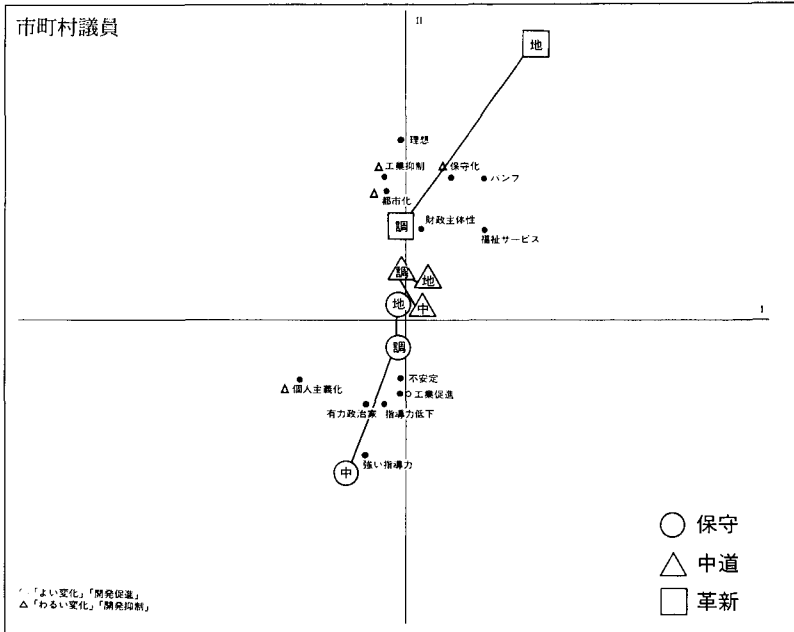 市町村議員
II
地
理想
△工業抑制
△保守化
パンフ
△都市化
調
財政主体性
福祉サービス
調
地
地
中
I
調
不安定
△個人主義化
○工業促進
有力政治家
指導力低下
中
強い指導力
○ 保守
△ 中道
□ 革新
○「よい変化」「開発促進」
△「わるい変化」「開発抑制」